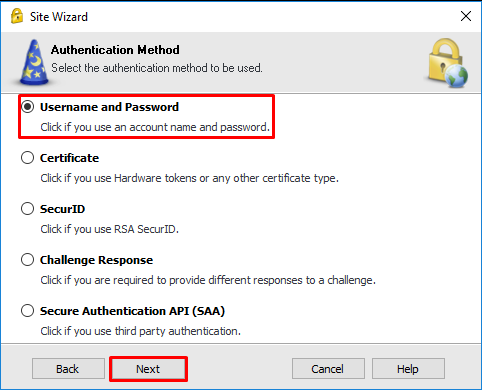 Site Wizard
Authentication Method
Select the authentication method to be used.
Username and Password
Click if you use an account name and password.
Certificate
Click if you use Hardware tokens or any other certificate type.
SecurID
Click if you use RSA SecurID.
Challenge Response
Click if you are required to provide different responses to a challenge.
Secure Authentication API (SAA)
Click if you use third party authentication.
Back Next Cancel Help